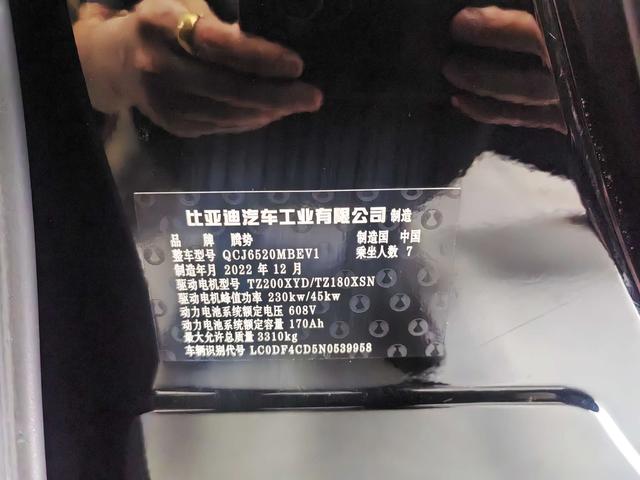 比亚迪汽车工业有限公司 制造
品 牌 腾势 制造国 中国
整车型号 QCJ6520MBEV1 乘坐人数 7
制造年月 2022 年 12 月
驱动电机型号 TZ200XYD/TZ180XSN
驱动电机峰值功率 230kw/45kw
动力电池系统额定电压 608V
动力电池系统额定容量 170Ah
最大允许总质量 3310kg
车辆识别代号 LC0DF4CD5N0539958